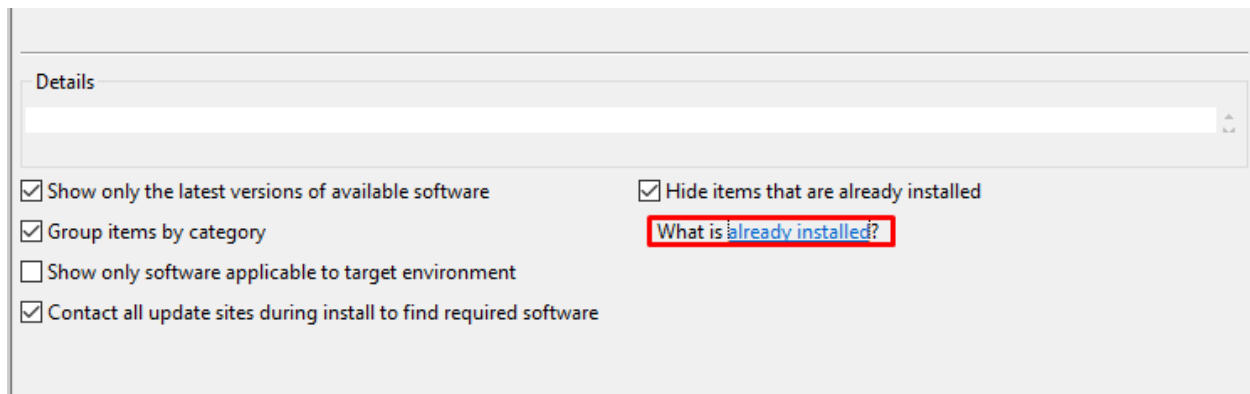 Details
Show only the latest versions of available software
Hide items that are already installed
Group items by category
What is already installed?
Show only software applicable to target environment
Contact all update sites during install to find required software